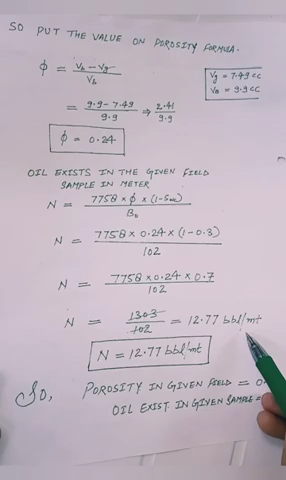 SO PUT THE VALUE ON POROSITY FORMULA.
ϕ = Vb - Vg / Vb
Vg = 7.49 cc
VB = 9.9 cc
= 9.9 - 7.49 / 9.9 ⇒ 2.41 / 9.9
ϕ = 0.24
OIL EXISTS IN THE GIVEN FIELD
SAMPLE IN METER
N = 7758 × ϕ × (1 - Sw) / Bo
N = 7758 × 0.24 × (1 - 0.3) / 102
N = 7758 × 0.24 × 0.7 / 102
N = 1303 / 102 = 12.77 bbl/mt
N = 12.77 bbl/mt
SO, POROSITY IN GIVEN FIELD =
OIL EXIST IN GIVEN SAMPLE =